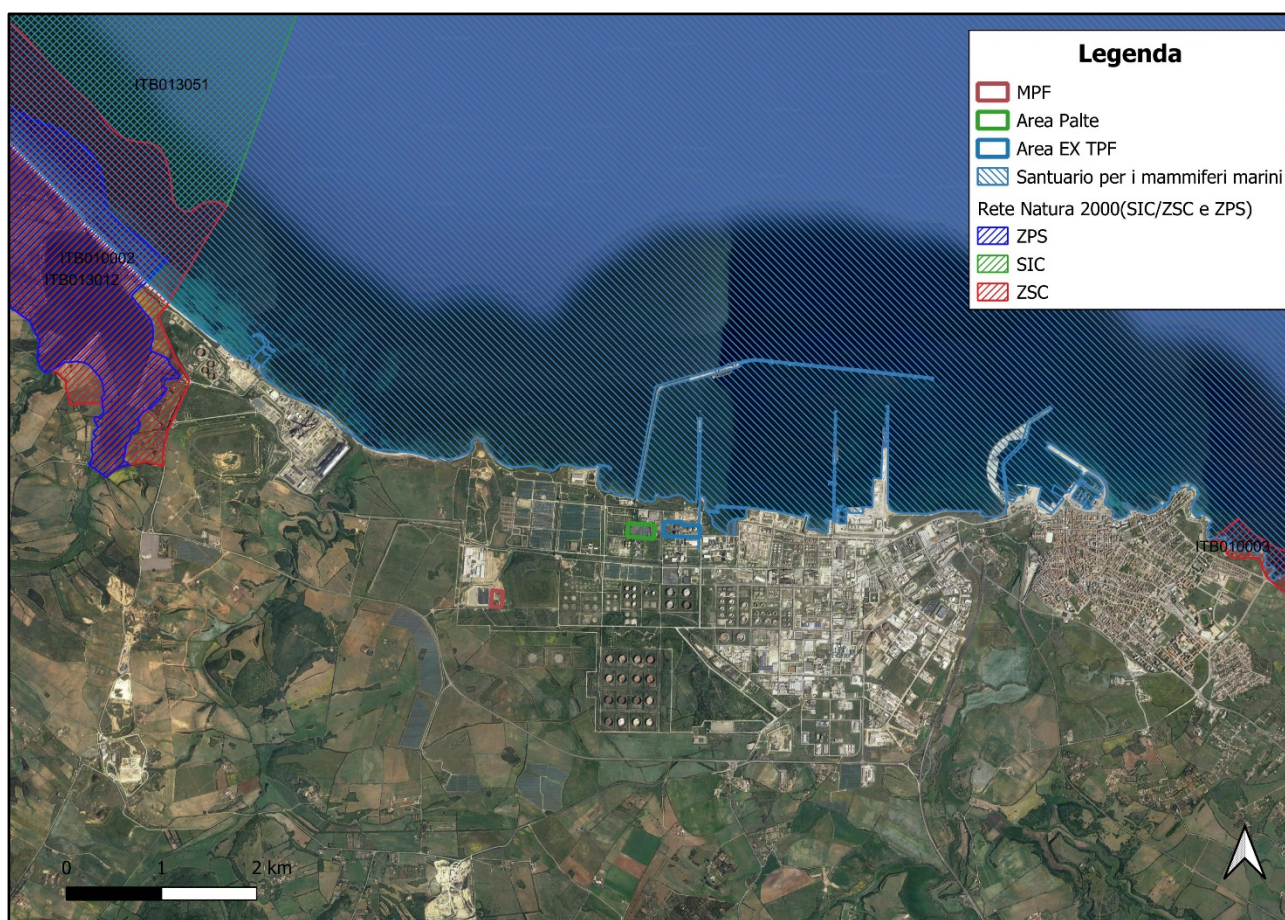 Legenda
MPF
Area Palte
Area EX TPF
Santuario per i mammiferi marini
Rete Natura 2000(SIC/ZSC e ZPS)
ZPS
SIC
ZSC
ITB013051
ITB010002
ITB013012
ITB010003
0 1 2 km